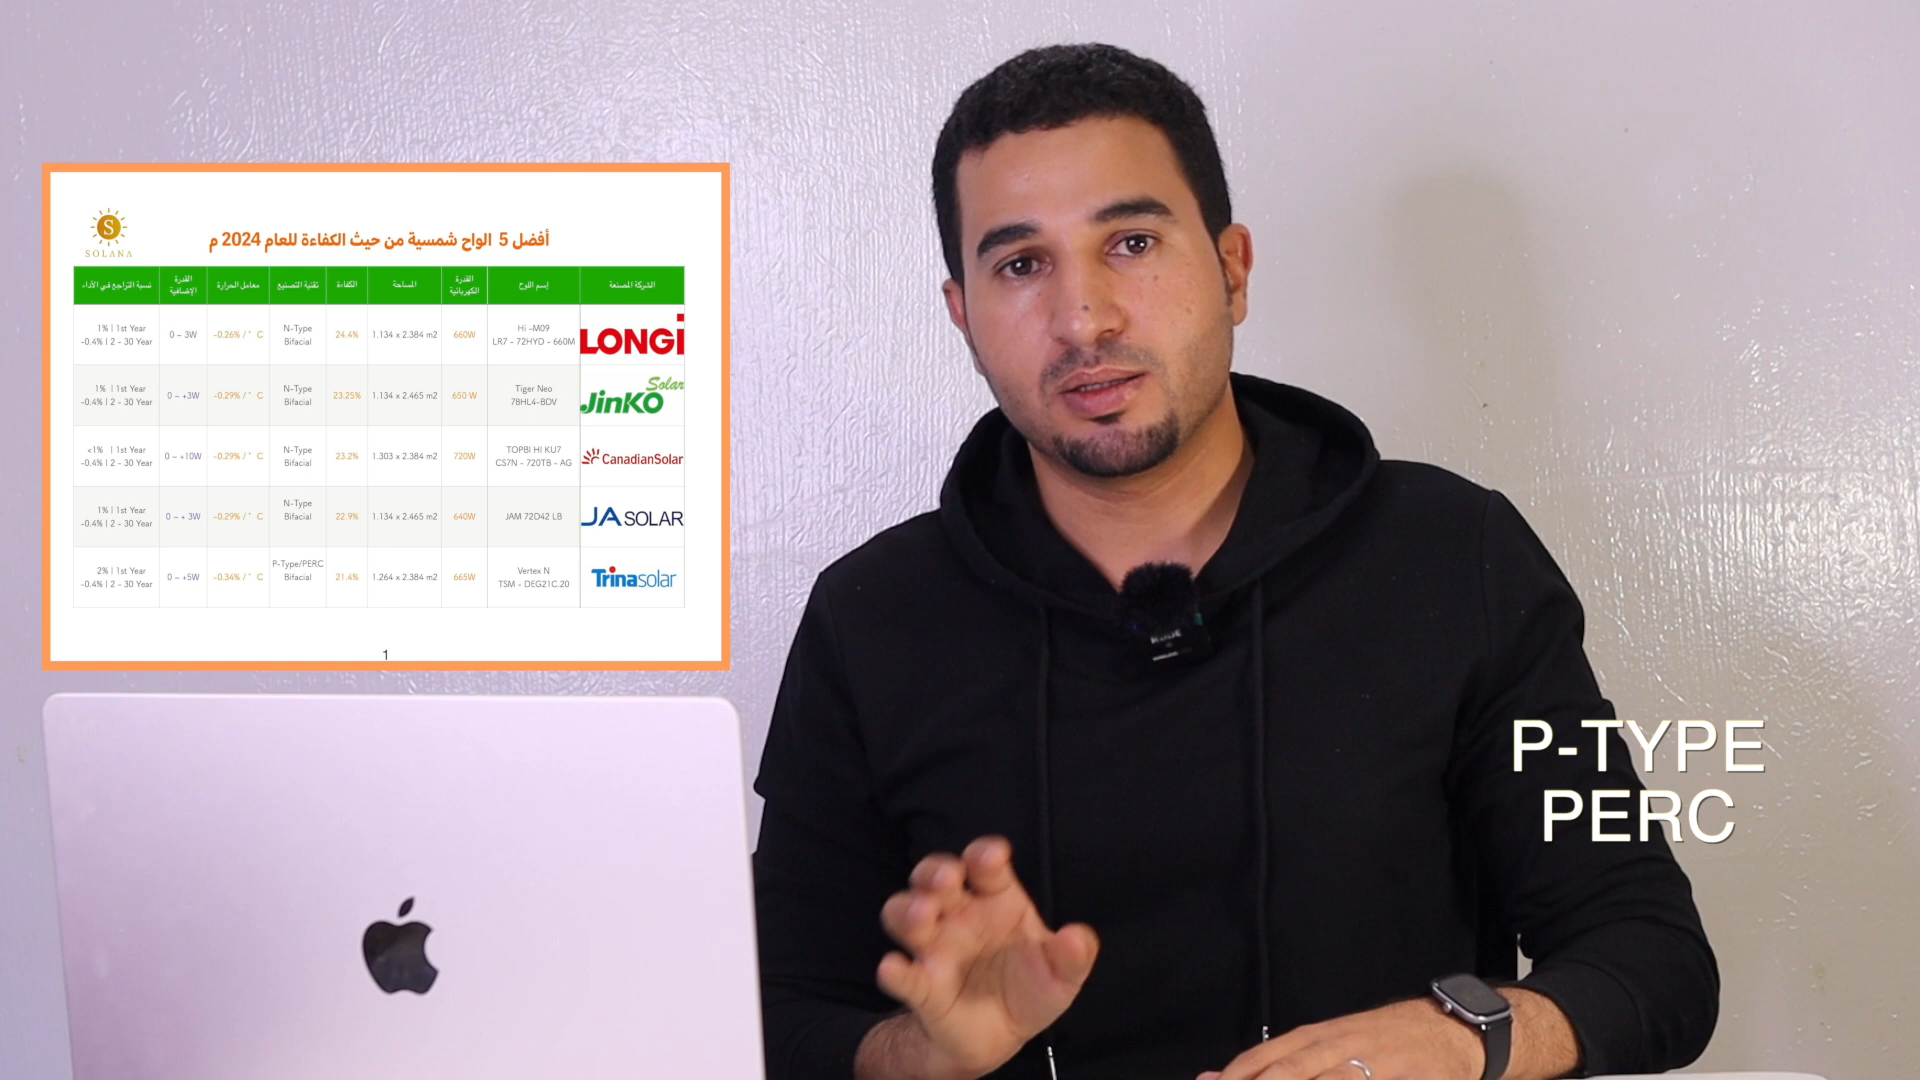 SOLANA
أفضل 5 الواح شمسية من حيث الكفاءة للعام 2024 م
الشركة المصنعة
إسم اللوح
القدرة الكهربائية
المساحة
الكفاءة
تقنية التصنيع
معامل الحرارة
القدرة الإضافية
نسبة التراجع في الأداء
LONGi
Hi -M09
LR7 - 72HYD - 660M
660W
1.134 x 2.384 m2
24.4%
N-Type
Bifacial
-0.26% / ° C
0 ~ 3W
1% | 1st Year
-0.4% | 2 - 30 Year
Jinko Solar
Tiger Neo
78HL4-BDV
650 W
1.134 x 2.465 m2
23.25%
N-Type
Bifacial
-0.29% / ° C
0 ~ +3W
1% | 1st Year
-0.4% | 2 - 30 Year
CanadianSolar
TOPBI HI KU7
CS7N - 720TB - AG
720W
1.303 x 2.384 m2
23.2%
N-Type
Bifacial
-0.29% / ° C
0 ~ +10W
<1% | 1st Year
-0.4% | 2 - 30 Year
JA SOLAR
JAM 72D42 LB
640W
1.134 x 2.465 m2
22.9%
N-Type
Bifacial
-0.29% / ° C
0 ~ + 3W
1% | 1st Year
-0.4% | 2 - 30 Year
Trinasolar
Vertex N
TSM - DEG21C.20
665W
1.264 x 2.384 m2
21.4%
P-Type/PERC
Bifacial
-0.34% / ° C
0 ~ +5W
2% | 1st Year
-0.4% | 2 - 30 Year
1
P-TYPE
PERC